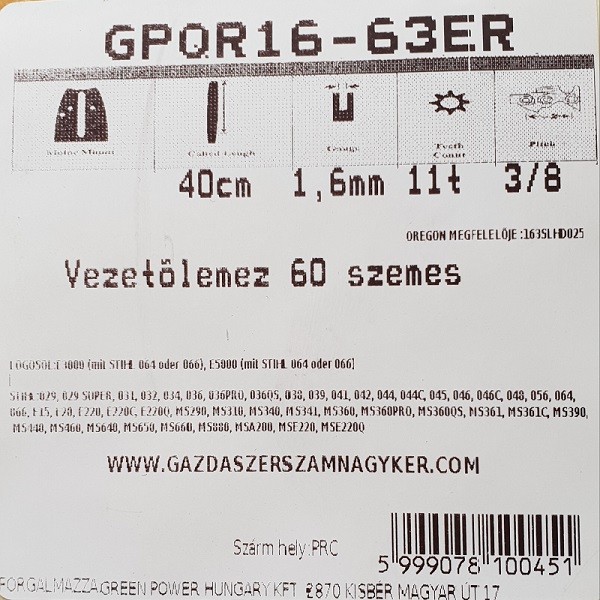 GPQR16-63ER
Motor Mount
Cabed Lengh
Gauge
Teeth
Count
Pitch
40cm 1,6mm 11t 3/8
OREGON MEGFELELŐJE :163SLHD025
Vezetõlemez 60 szemes
LOGOSOL:E3000 (mit STIHL 064 oder 066), E5000 (mit STIHL 064 oder 066)
STIHL:029, 029 SUPER, 031, 032, 034, 036, 036PRO, 036QS, 038, 039, 041, 042, 044, 044C, 045, 046, 046C, 048, 056, 064,
066, E15, E20, E220, E220C, E220Q, MS290, MS310, MS340, MS341, MS360, MS360PRO, MS360QS, MS361, MS361C, MS390,
MS440, MS460, MS640, MS650, MS660, MS880, MSA200, MSE220, MSE220Q
WWW.GAZDASZERSZAMNAGYKER.COM
Szárm hely:PRC
5 999078 100451
FORGALMAZZA:GREEN POWER HUNGARY KFT 2870 KISBÉR MAGYAR ÚT 17